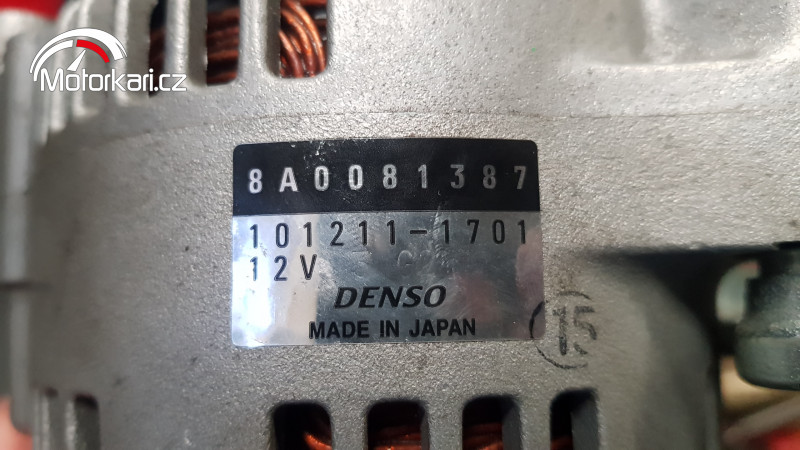 Motorkari.cz
8A0081387
101211-1701
12V
DENSO
MADE IN JAPAN
15